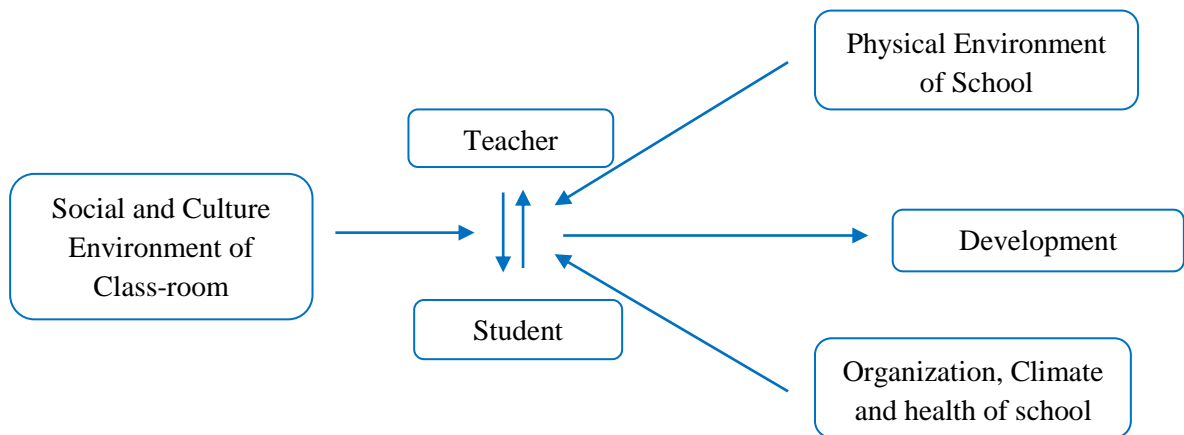 Physical Environment
of School
Teacher
Social and Culture
Environment of
Class-room
Development
Student
Organization, Climate
and health of school